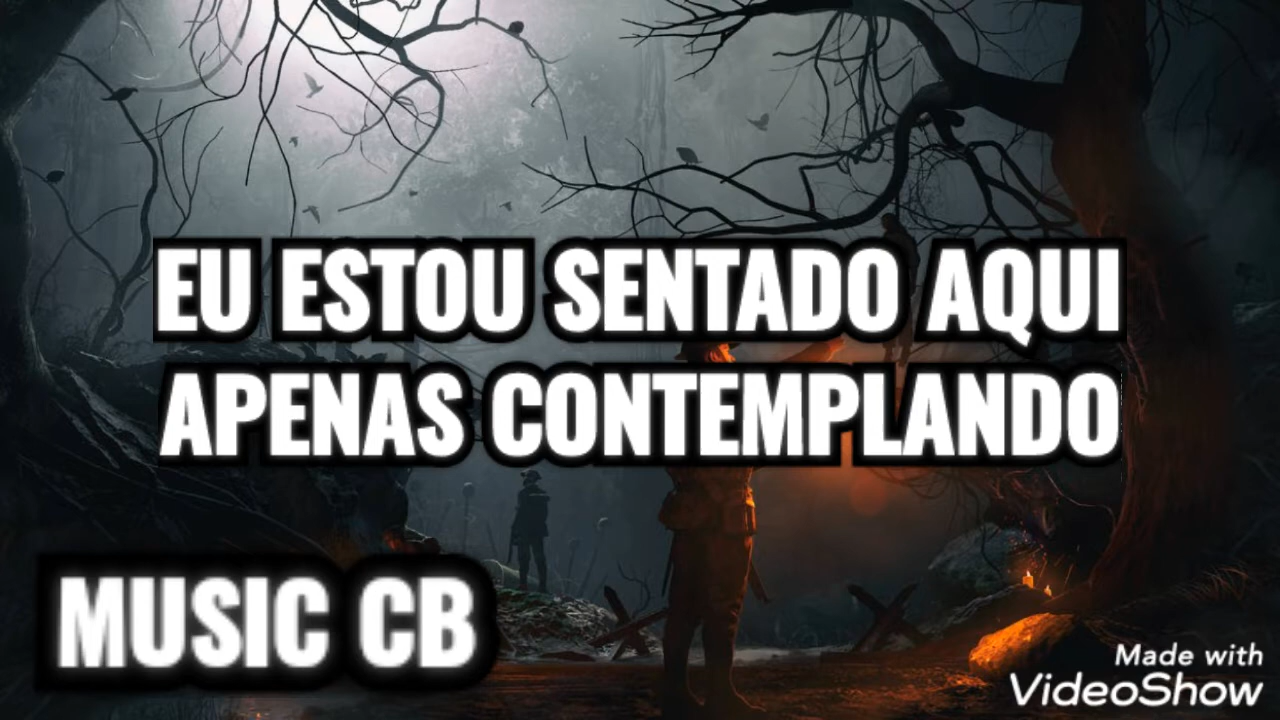 EU ESTOU SENTADO AQUI
APENAS CONTEMPLANDO
MUSIC CB
Made with
VideoShow